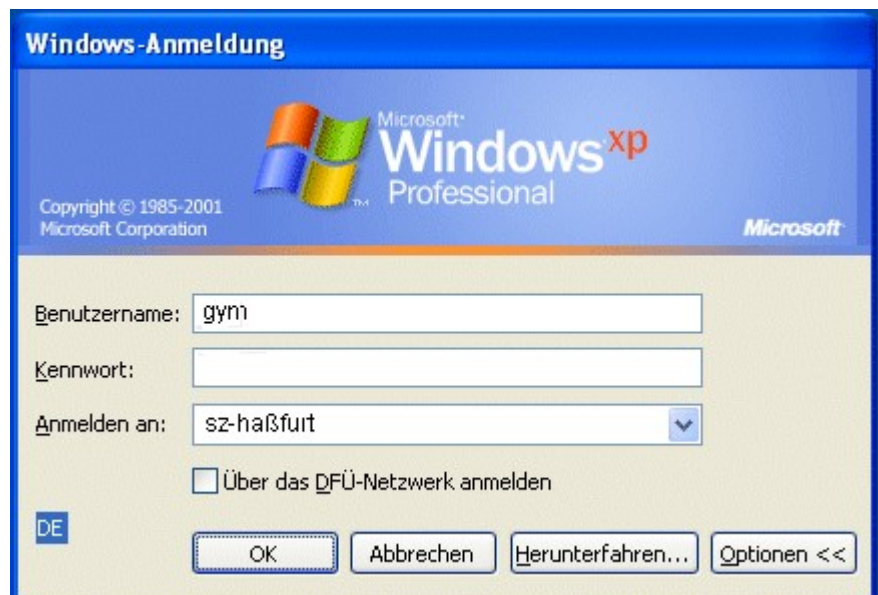 Windows-Anmeldung
Microsoft®
Windows xp
Professional
TM
Copyright © 1985-2001
Microsoft Corporation
Microsoft
Benutzername: gym
Kennwort:
Anmelden an: sz-haßfurt
Über das DFÜ-Netzwerk anmelden
DE
OK Abbrechen Herunterfahren... Optionen <<